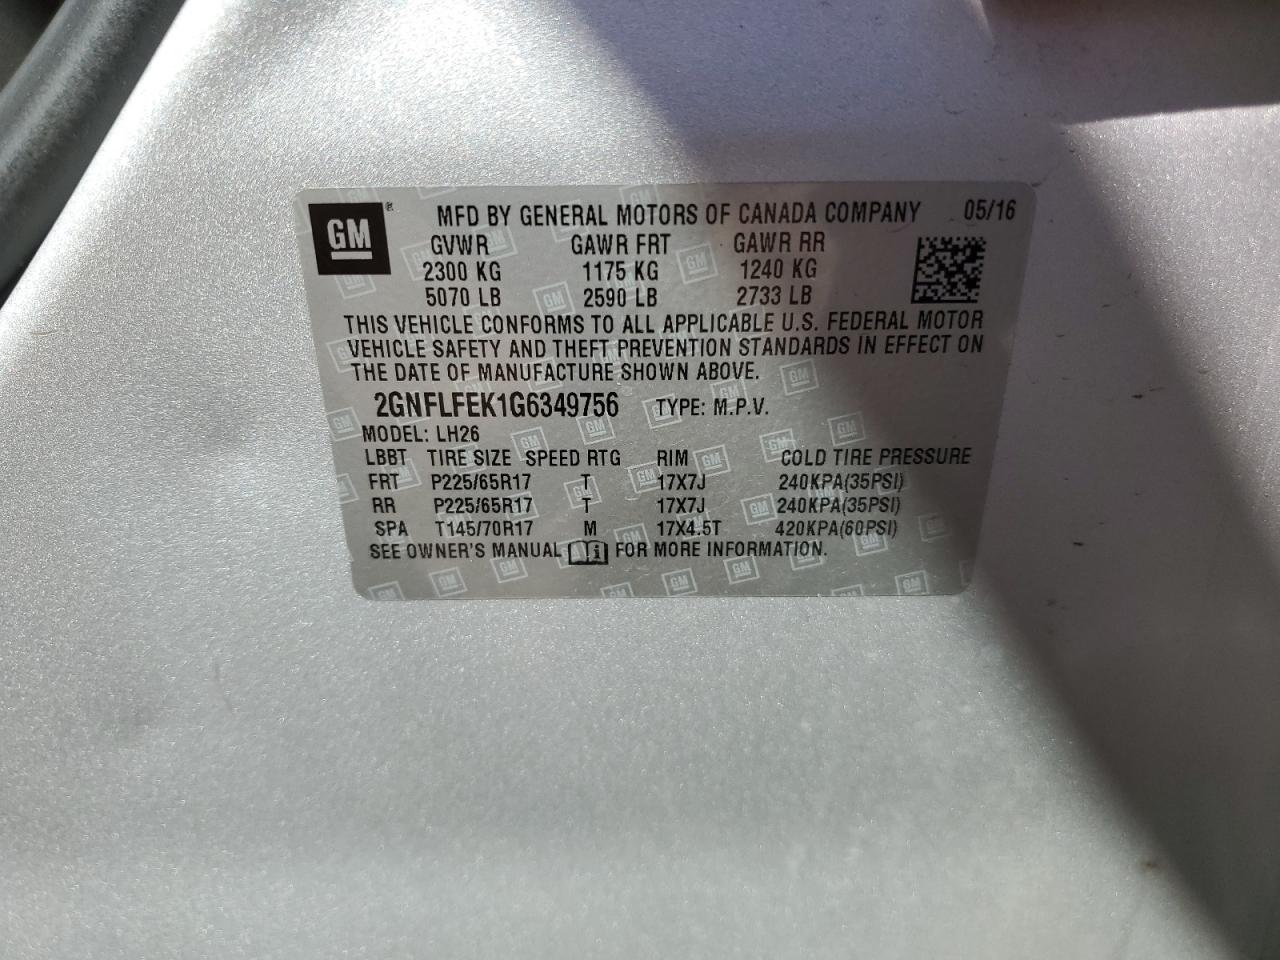 GM ® MFD BY GENERAL MOTORS OF CANADA COMPANY 05/16
GVWR GAWR FRT GAWR RR
2300 KG 1175 KG 1240 KG
5070 LB 2590 LB 2733 LB
THIS VEHICLE CONFORMS TO ALL APPLICABLE U.S. FEDERAL MOTOR
VEHICLE SAFETY AND THEFT PREVENTION STANDARDS IN EFFECT ON
THE DATE OF MANUFACTURE SHOWN ABOVE.
2GNFLFEK1G6349756 TYPE: M.P.V.
MODEL: LH26
LBBT TIRE SIZE SPEED RTG RIM COLD TIRE PRESSURE
FRT P225/65R17 T 17X7J 240KPA(35PSI)
RR P225/65R17 T 17X7J 240KPA(35PSI)
SPA T145/70R17 M 17X4.5T 420KPA(60PSI)
SEE OWNER'S MANUAL FOR MORE INFORMATION.